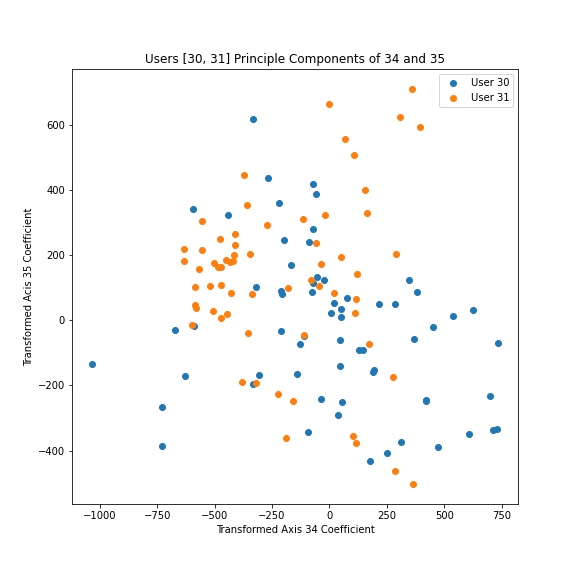 Users [30, 31] Principle Components of 34 and 35
User 30
User 31
Transformed Acis 35 Coefficient
600
400
200
0
−200
−400
−1000
−750
−500
−250
0
250
500
750
Transformed Axis 34 Coefficient